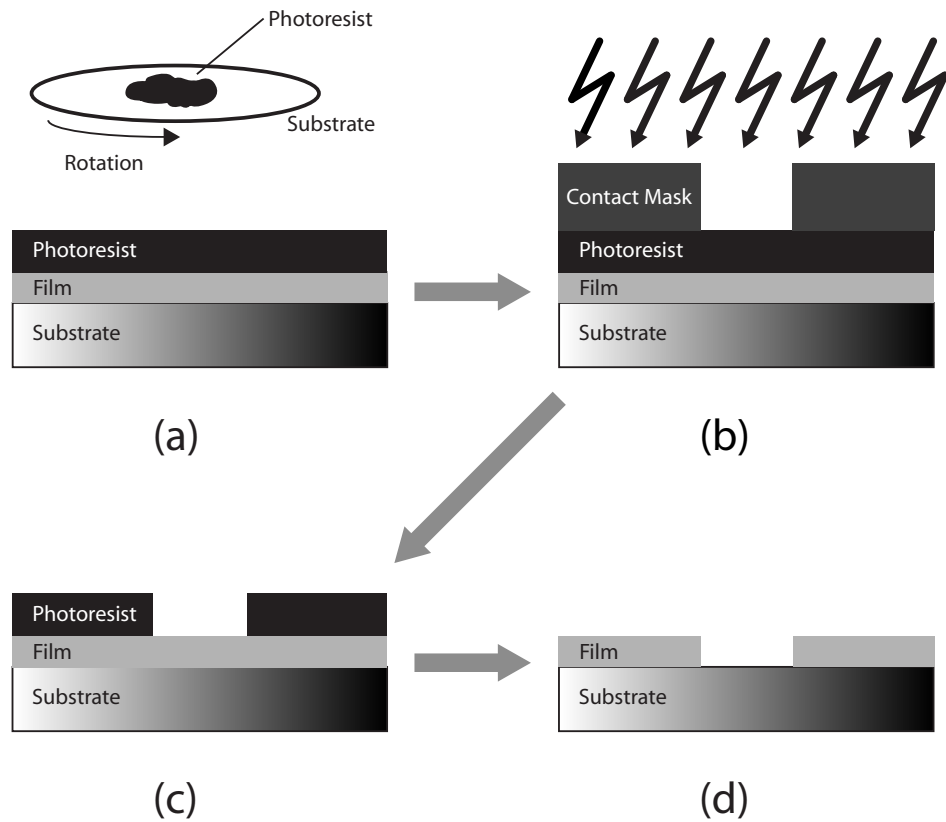 Photoresist
Substrate
Rotation
Photoresist
Film
Substrate
(a)
Contact Mask
Photoresist
Film
Substrate
(b)
Photoresist
Film
Substrate
(c)
Film
Substrate
(d)